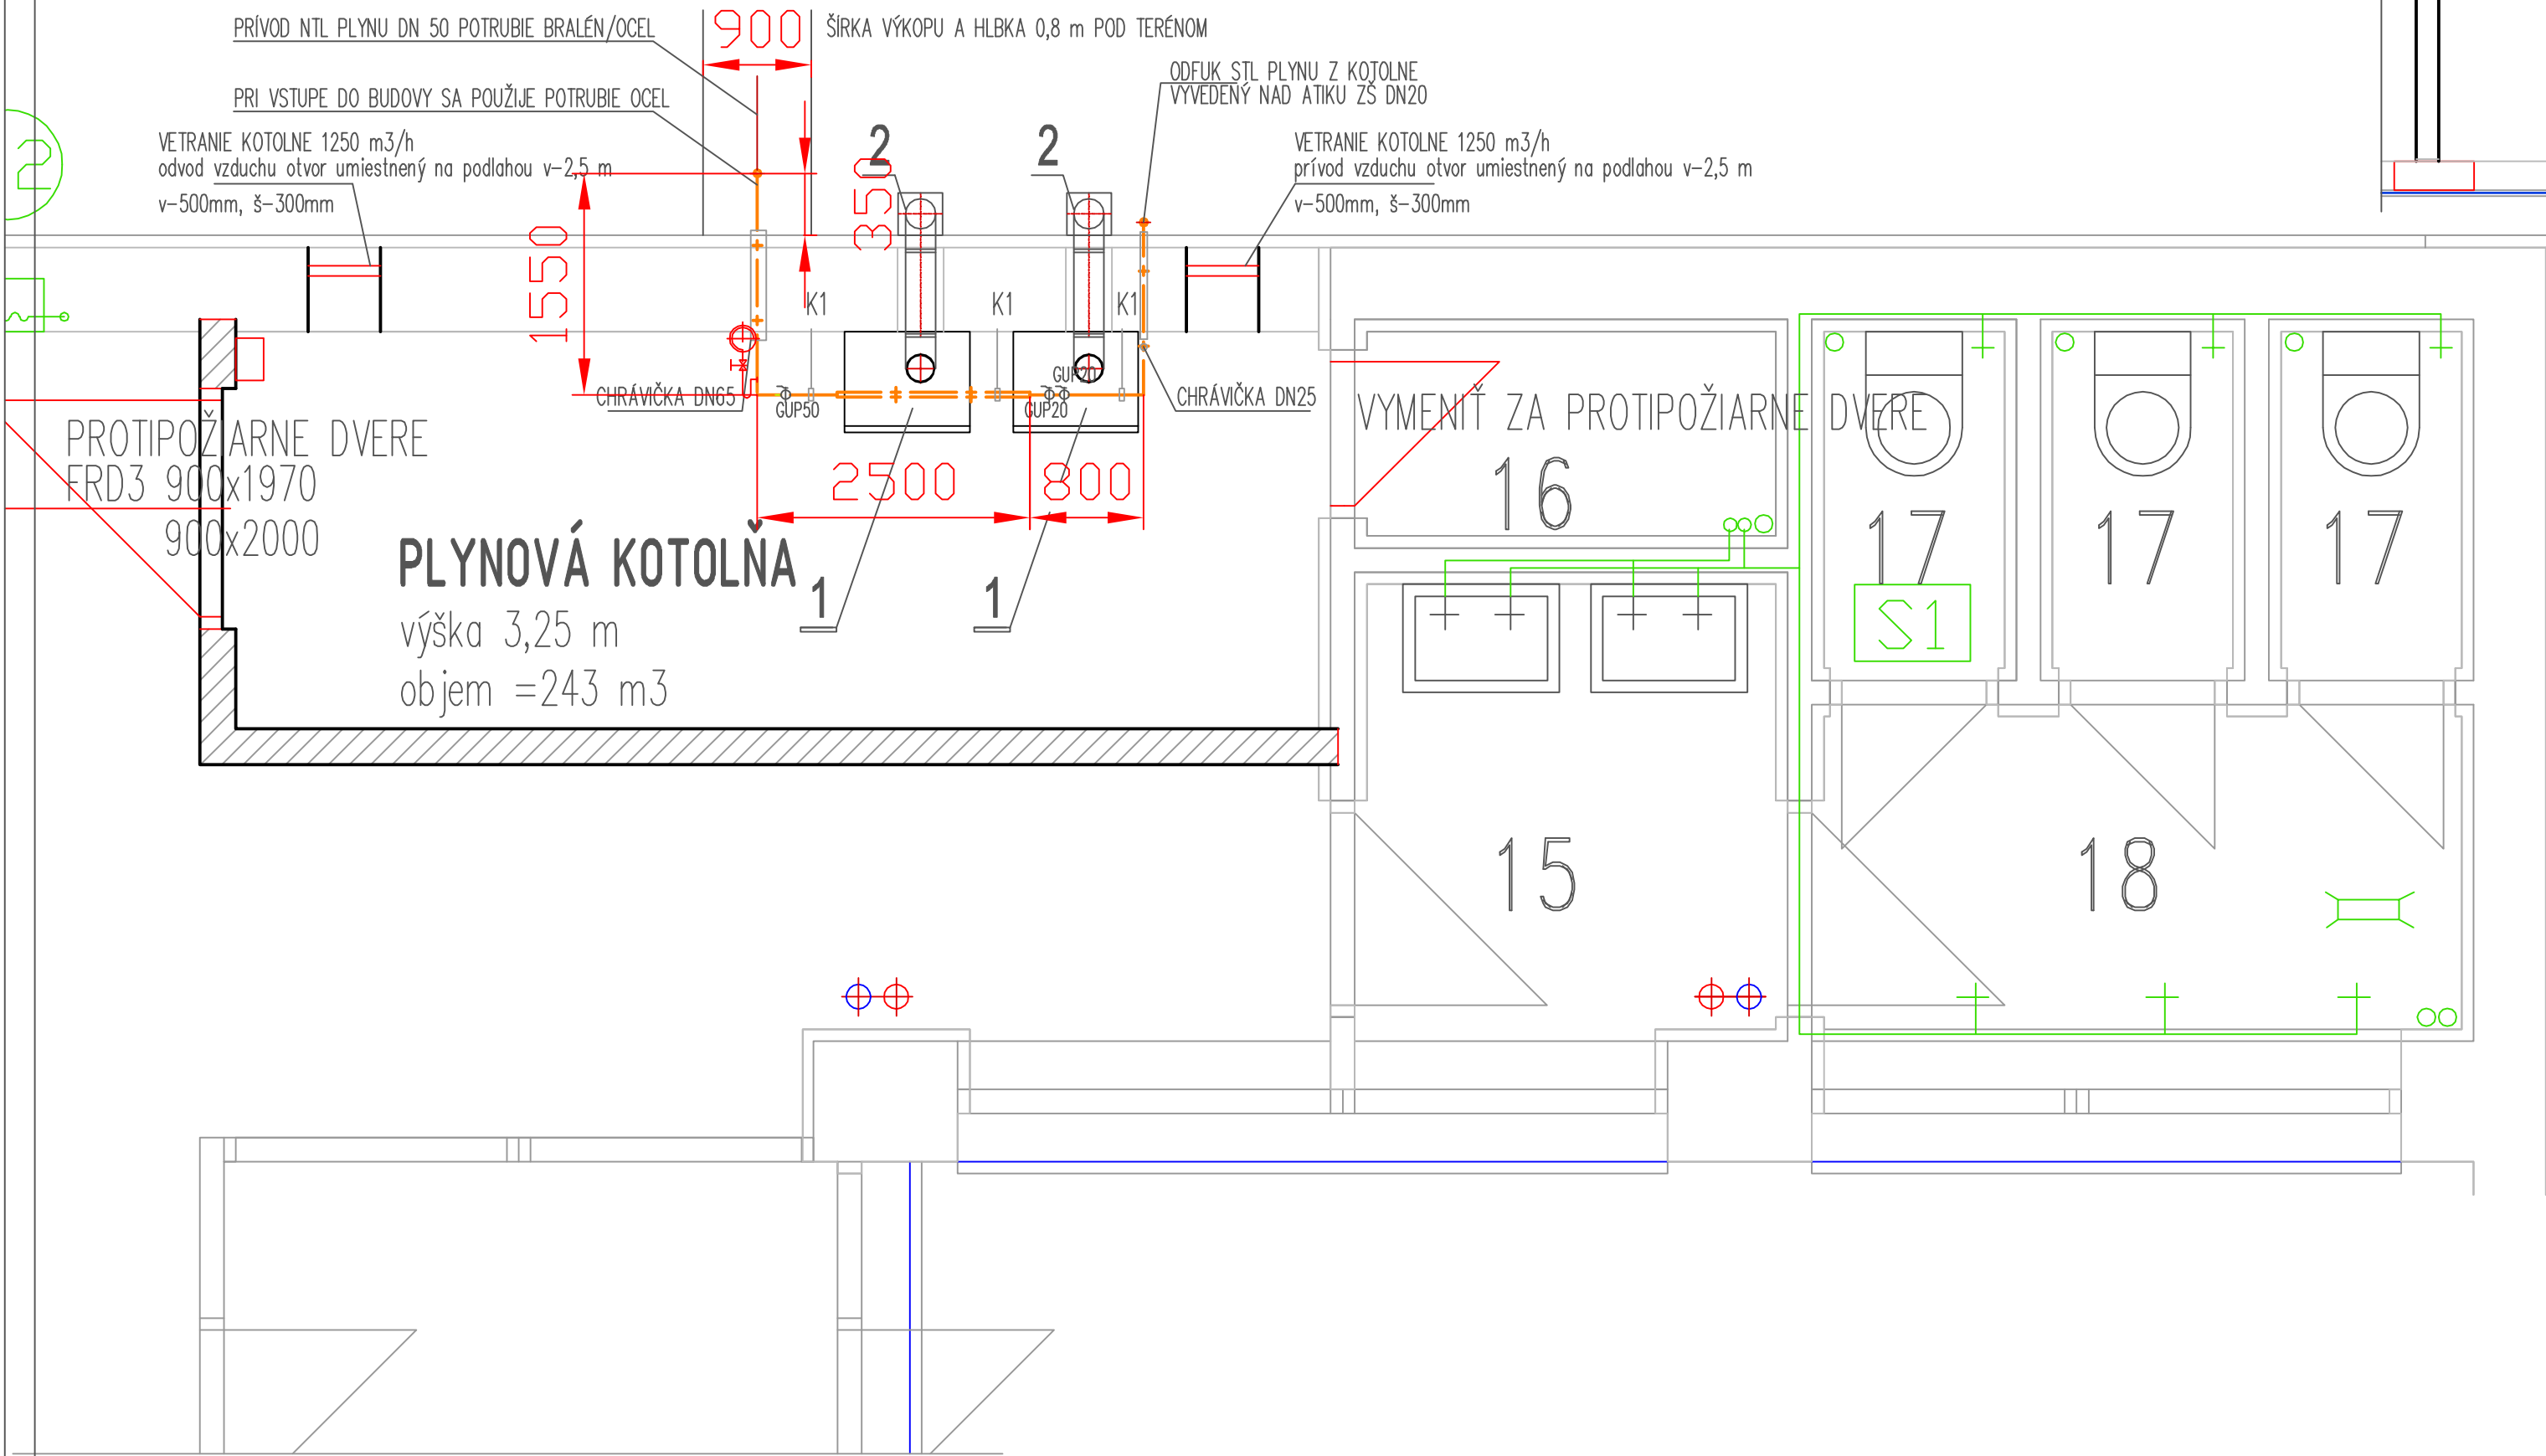 PRÍVOD NTL PLYNU DN 50 POTRUBIE BRALÉN/OCEL
900
ŠÍRKA VÝKOPU A HLBKA 0,8 m POD TERÉNOM
PRI VSTUPE DO BUDOVY SA POUŽIJE POTRUBIE OCEL
ODFUK STL PLYNU Z KOTOLNE
VYVEDENÝ NAD ATIKU ZŠ DN20
VETRANIE KOTOLNE 1250 m3/h
odvod vzduchu otvor umiestnený na podlahou v-2,5 m
v-500mm, š-300mm
2
2
2
VETRANIE KOTOLNE 1250 m3/h
prívod vzduchu otvor umiestnený na podlahou v-2,5 m
v-500mm, š-300mm
350
1550
K1
K1
K1
CHRÁVIČKA DN65
GUP50
GUP20
GUP20
CHRÁVIČKA DN25
PROTIPOŽIARNE DVERE
FRD3 900x1970
900x2000
VYMENIŤ ZA PROTIPOŽIARNE DVERE
2500
800
16
17
17
17
PLYNOVÁ KOTOLŇA
výška 3,25 m
objem =243 m3
1
1
S1
15
18